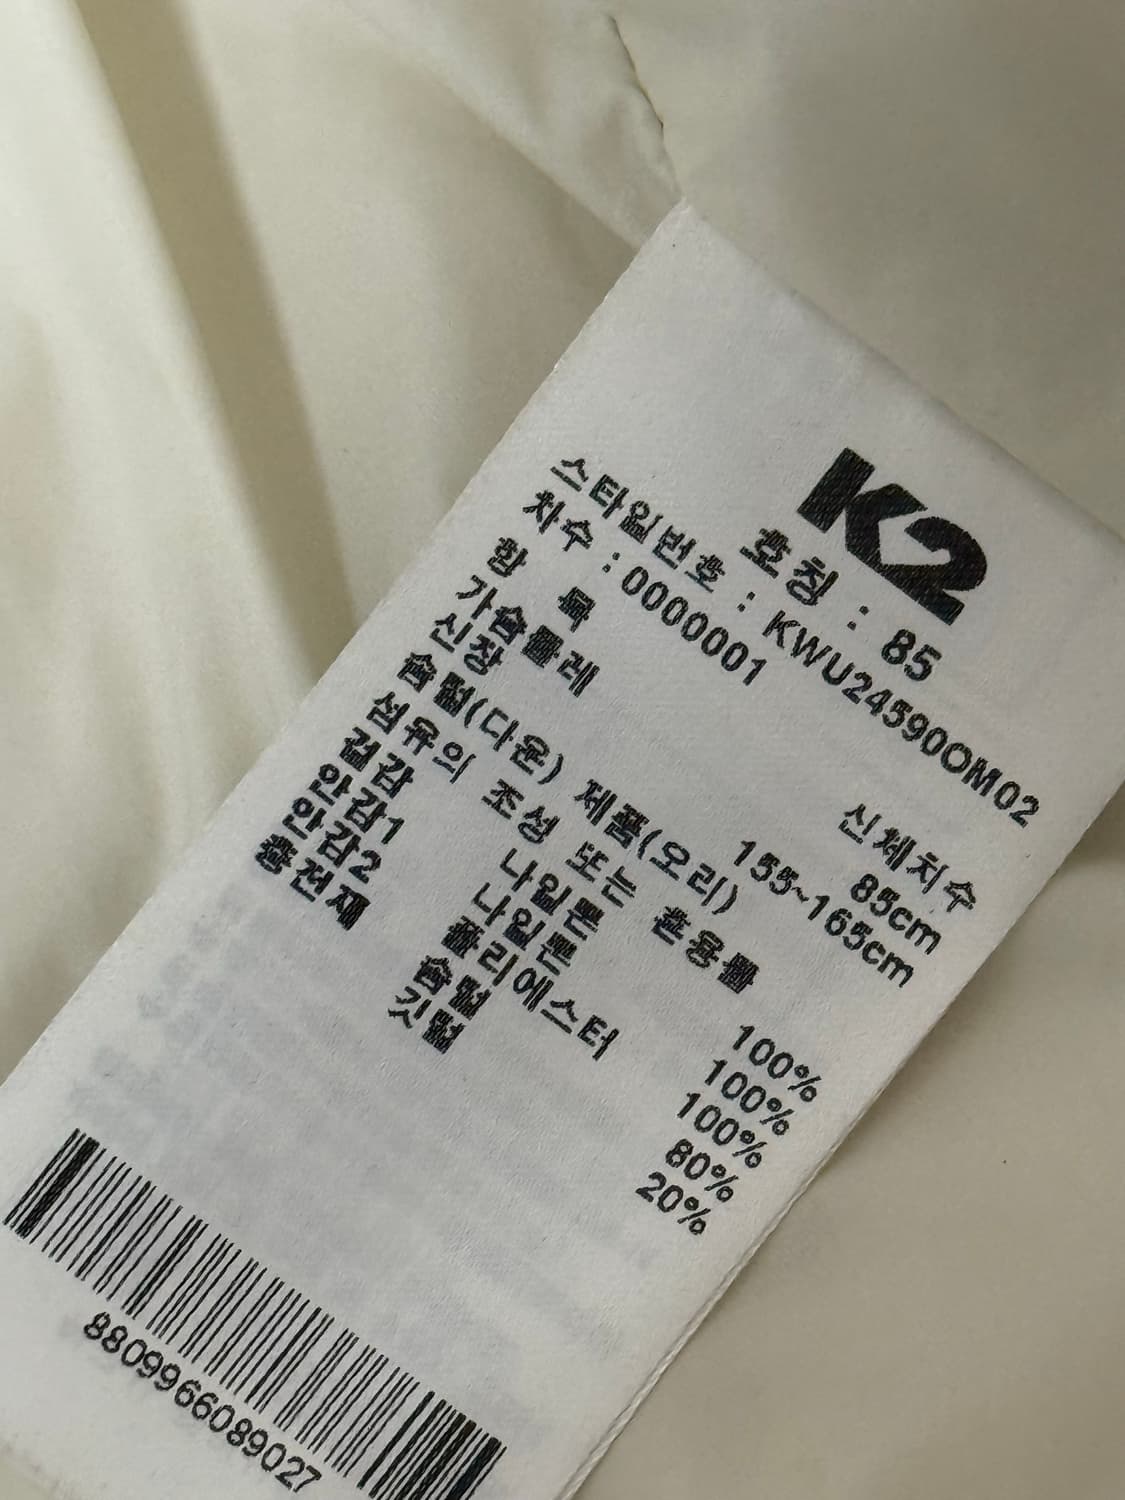 K2
호칭 : 85
스타일번호 : KWU24590OM02
차수 : 0000001
항 목 신체치수
가슴둘레 85cm
신장 155~165cm
솜털(다운) 제품(오리)
섬유의 조성 또는 혼용률
겉감 나일론 100%
안감1 나일론 100%
안감2 폴리에스터 100%
충전재 솜털 80%
깃털 20%
8809966089027